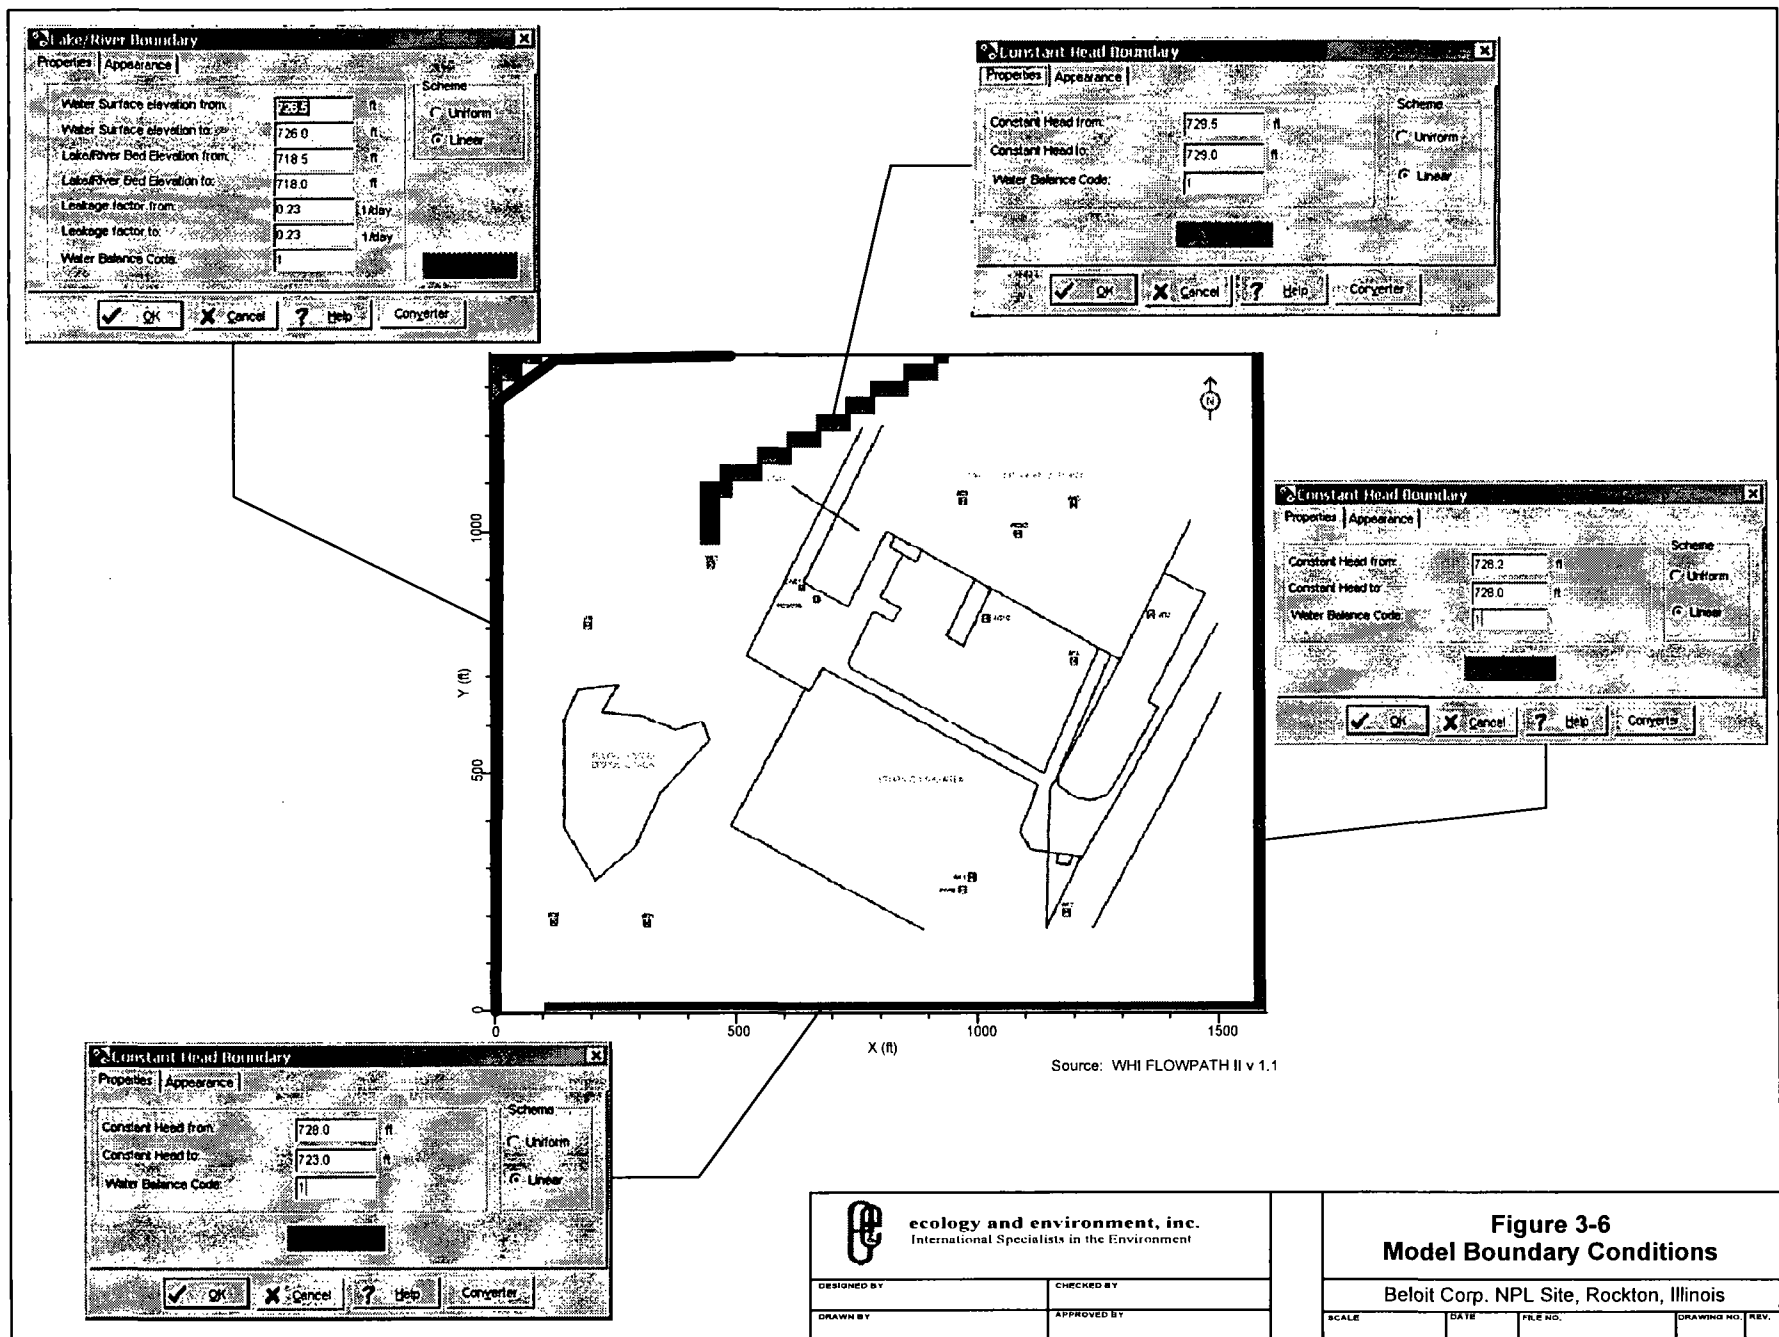 Lake/River Boundary
Properties Appearance
Water Surface elevation from: ft
Water Surface elevation to: 726.0 ft
Lake/River Bed Elevation from: 718.5 ft
Lake/River Bed Elevation to: 718.0 ft
Leakage factor from: 0.23 1/day
Leakage factor to: 0.23 1/day
Water Balance Code: 1
Scheme
Uniform
Linear
OK Cancel Help Converter
Constant Head Boundary
Properties Appearance
Constant Head from: 729.5 ft
Constant Head to: 729.0 ft
Water Balance Code: 1
Scheme
Uniform
Linear
OK Cancel Help Converter
N
Constant Head Boundary
Properties Appearance
Constant Head from: 728.2 ft
Constant Head to: 728.0 ft
Water Balance Code: 1
Scheme
Uniform
Linear
OK Cancel Help Converter
Y (ft)
1000
500
0
0 500 1000 1500
X (ft)
Source: WHI FLOWPATH II v 1.1
Constant Head Boundary
Properties Appearance
Constant Head from: 728.0 ft
Constant Head to: 723.0 ft
Water Balance Code: 1
Scheme
Uniform
Linear
OK Cancel Help Converter
ecology and environment, inc.
International Specialists in the Environment
DESIGNED BY CHECKED BY
DRAWN BY APPROVED BY
Figure 3-6
Model Boundary Conditions
Beloit Corp. NPL Site, Rockton, Illinois
SCALE DATE FILE NO. DRAWING NO. REV.